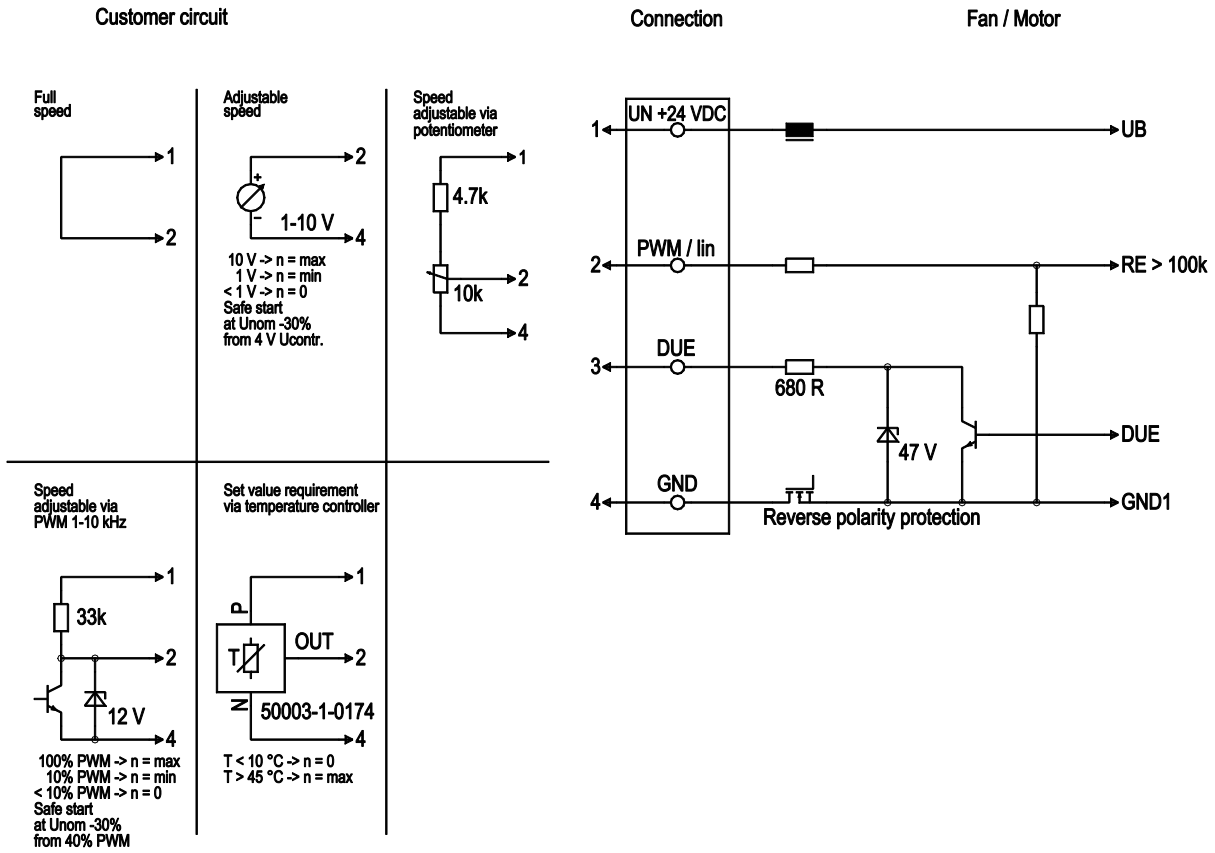 Customer circuit
Connection
Fan / Motor
Full
speed
1
2
Adjustable
speed
2
+
–
1-10 V
4
10 V -> n = max
1 V -> n = min
< 1 V -> n = 0
Safe start
at Unom -30%
from 4 V Ucontr.
Speed
adjustable via
potentiometer
1
4.7k
2
10k
4
Speed
adjustable via
PWM 1-10 kHz
1
33k
2
12 V
4
100% PWM -> n = max
10% PWM -> n = min
< 10% PWM -> n = 0
Safe start
at Unom -30%
from 40% PWM
Set value requirement
via temperature controller
1
P
T
OUT
2
N
50003-1-0174
4
T < 10 °C -> n = 0
T > 45 °C -> n = max
UN +24 VDC
1
UB
PWM / lin
2
RE > 100k
DUE
3
680 R
47 V
DUE
GND
4
GND1
Reverse polarity protection